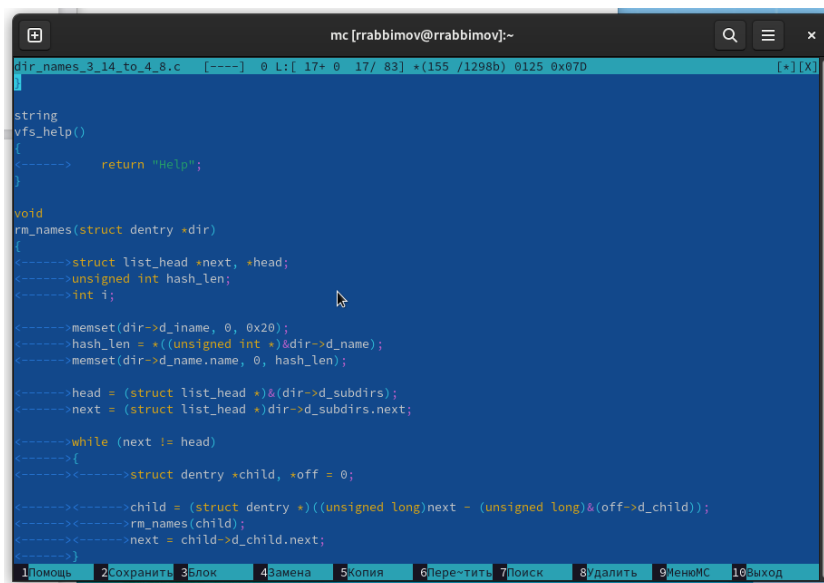 mc [rrabbimov@rrabbimov]:~
dir_names_3_14_to_4_8.c   [----]  0 L:[ 17+ 0  17/ 83] *(155 /1298b) 0125 0x07D                        [*][X]
}

string
vfs_help()
{
<------>    return "Help";
}

void
rm_names(struct dentry *dir)
{
<------>struct list_head *next, *head;
<------>unsigned int hash_len;
<------>int i;

<------>memset(dir->d_iname, 0, 0x20);
<------>hash_len = *((unsigned int *)&dir->d_name);
<------>memset(dir->d_name.name, 0, hash_len);

<------>head = (struct list_head *)&(dir->d_subdirs);
<------>next = (struct list_head *)dir->d_subdirs.next;

<------>while (next != head)
<------>{
<------><------>struct dentry *child, *off = 0;

<------><------>child = (struct dentry *)((unsigned long)next - (unsigned long)&(off->d_child));
<------><------>rm_names(child);
<------><------>next = child->d_child.next;
<------>}
1Помощь 2Сохранить 3Блок 4Замена 5Копия 6Пере~тить 7Поиск 8Удалить 9МенюMC 10Выход